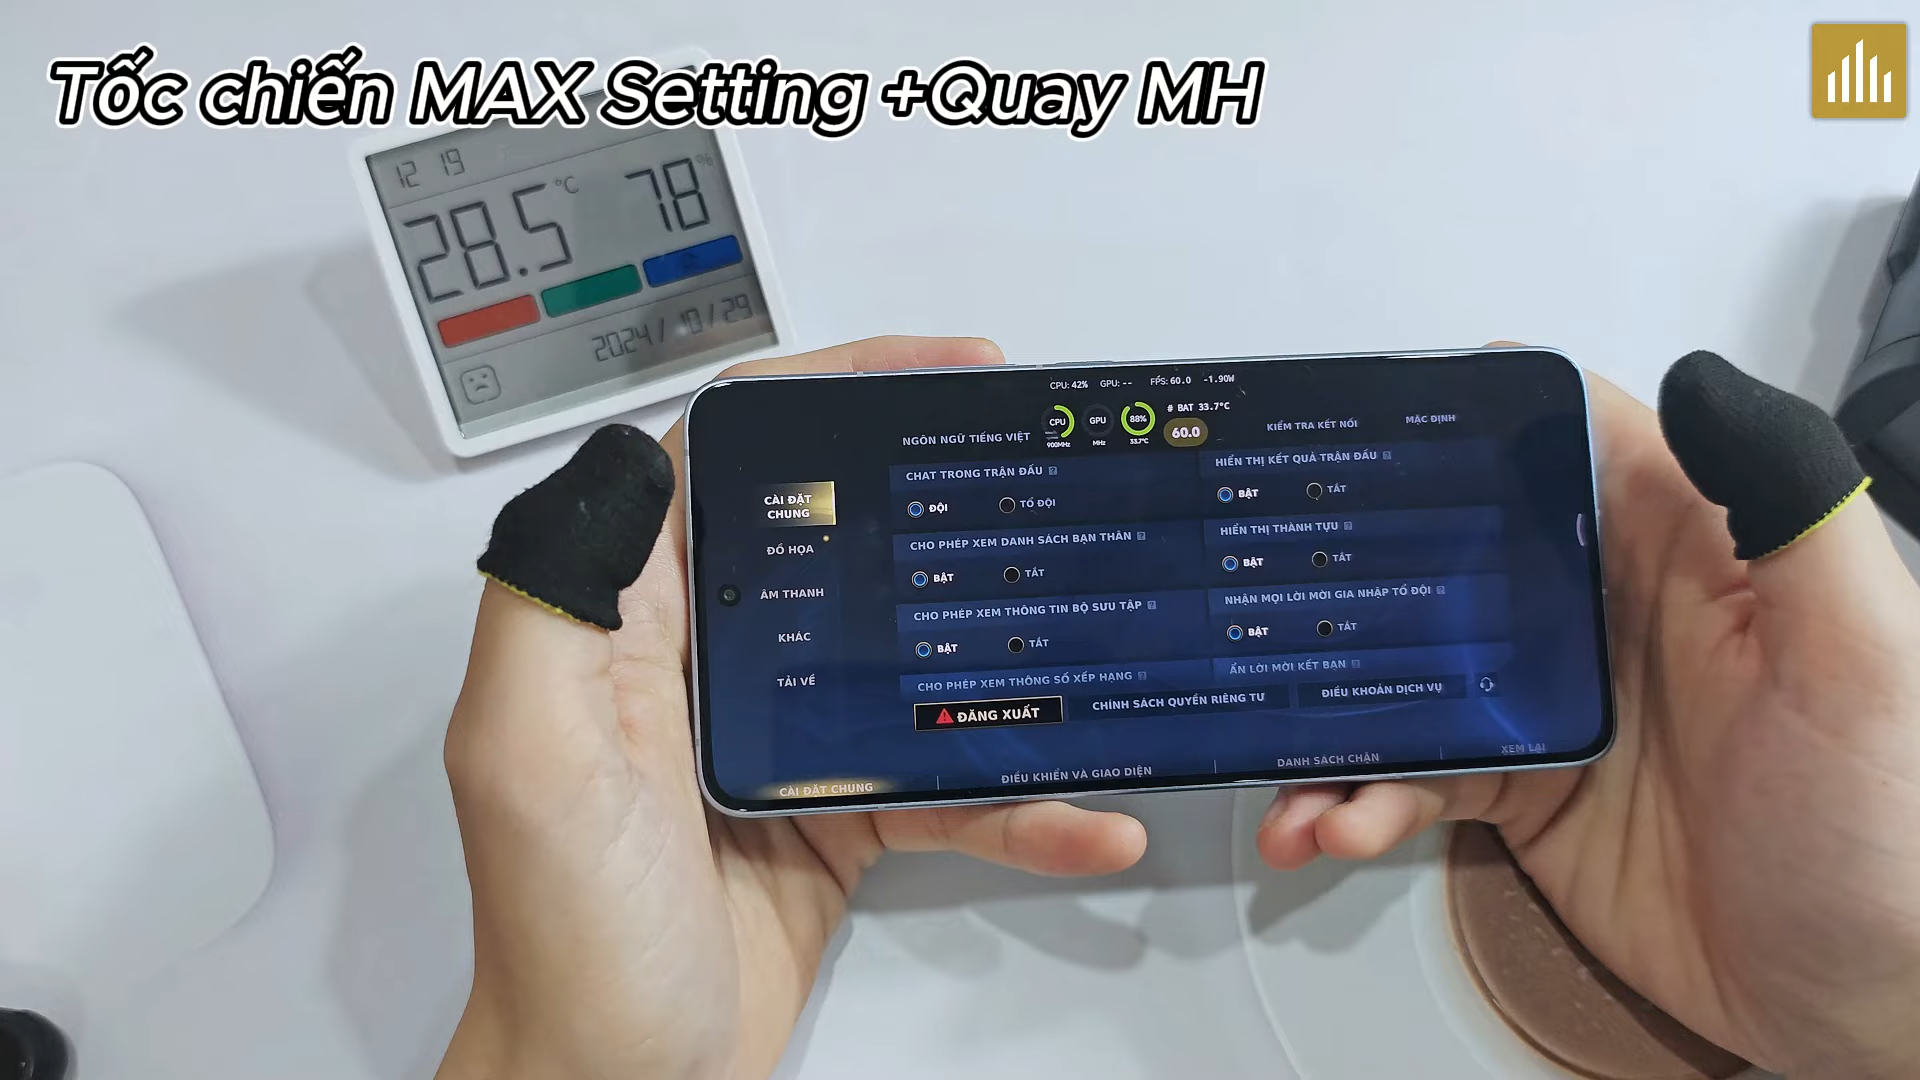 Tốc chiến MAX Setting +Quay MH
12 19
28.5 °C 78 %
2024 / 10 / 29
CPU: 42% GPU: -- FPS: 60.0 -1.90W
# BAT 33.7°C
CPU GPU 88% 60.0
900MHz MHz 33.7°C
NGÔN NGỮ TIẾNG VIỆT KIỂM TRA KẾT NỐI MẶC ĐỊNH
CÀI ĐẶT CHUNG
ĐỒ HỌA
ÂM THANH
KHÁC
TẢI VỀ
CHAT TRONG TRẬN ĐẤU ?
ĐỘI TỔ ĐỘI
HIỂN THỊ KẾT QUẢ TRẬN ĐẤU ?
BẬT TẮT
CHO PHÉP XEM DANH SÁCH BẠN THÂN ?
BẬT TẮT
HIỂN THỊ THÀNH TỰU ?
BẬT TẮT
CHO PHÉP XEM THÔNG TIN BỘ SƯU TẬP ?
BẬT TẮT
NHẬN MỌI LỜI MỜI GIA NHẬP TỔ ĐỘI ?
BẬT TẮT
CHO PHÉP XEM THÔNG SỐ XẾP HẠNG ?
ẨN LỜI MỜI KẾT BẠN ?
ĐĂNG XUẤT CHÍNH SÁCH QUYỀN RIÊNG TƯ ĐIỀU KHOẢN DỊCH VỤ
CÀI ĐẶT CHUNG ĐIỀU KHIỂN VÀ GIAO DIỆN DANH SÁCH CHẶN XEM LẠI